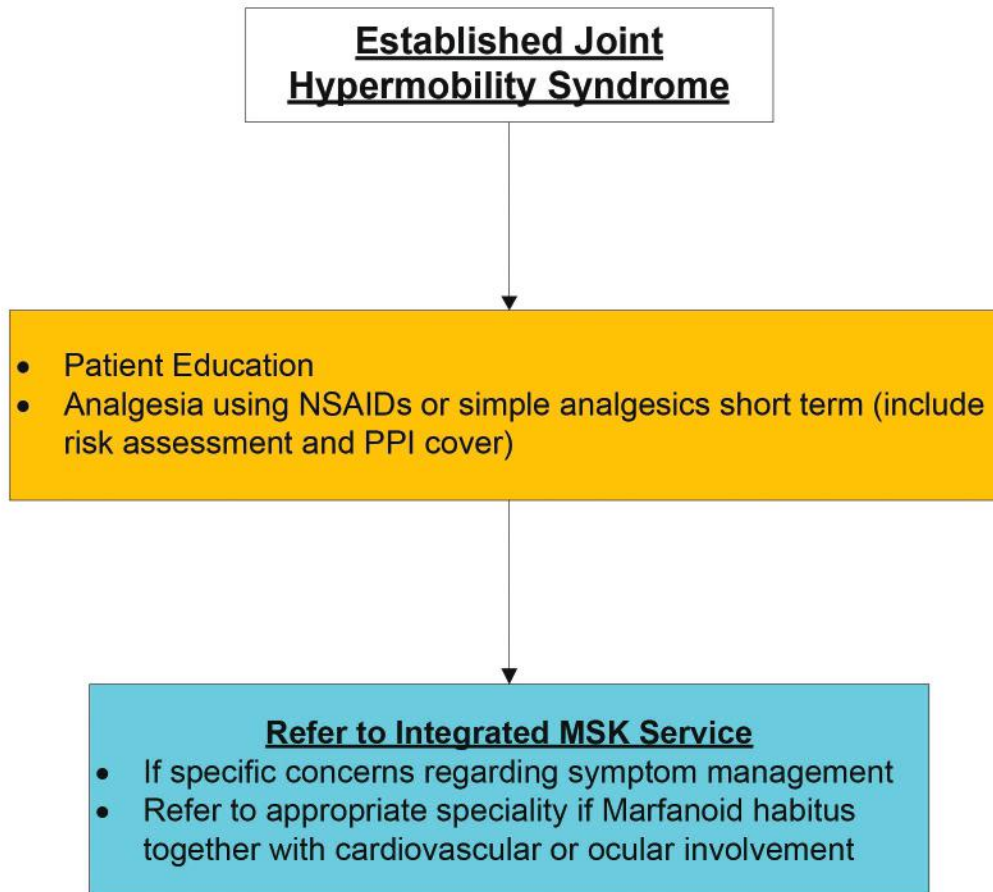 Established Joint
Hypermobility Syndrome
• Patient Education
• Analgesia using NSAIDs or simple analgesics short term (include
risk assessment and PPI cover)
Refer to Integrated MSK Service
• If specific concerns regarding symptom management
• Refer to appropriate speciality if Marfanoid habitus
together with cardiovascular or ocular involvement